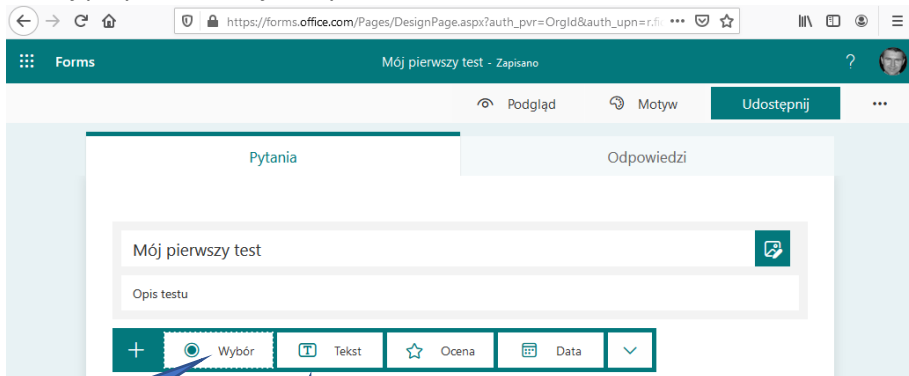 https://forms.office.com/Pages/DesignPage.aspx?auth_pvr=OrgId&auth_upn=r.fi
Forms
Mój pierwszy test - Zapisano
?
Podgląd
Motyw
Udostępnij
Pytania
Odpowiedzi
Mój pierwszy test
Opis testu
Wybór
Tekst
Ocena
Data